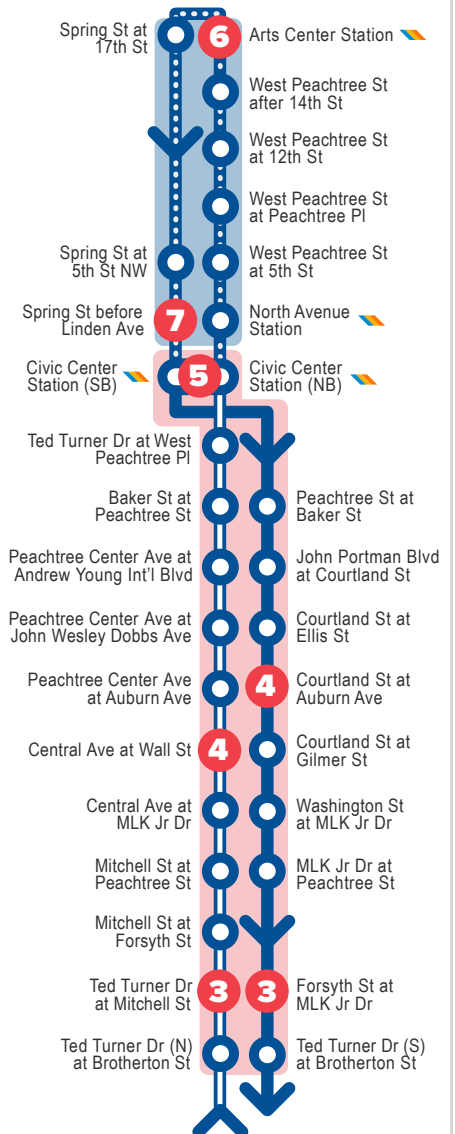 Spring St at
17th St
6
Arts Center Station
West Peachtree St
after 14th St
West Peachtree St
at 12th St
West Peachtree St
at Peachtree Pl
Spring St at
5th St NW
West Peachtree St
at 5th St
Spring St before
Linden Ave
7
North Avenue
Station
Civic Center
Station (SB)
5
Civic Center
Station (NB)
Ted Turner Dr at West
Peachtree Pl
Baker St at
Peachtree St
Peachtree St at
Baker St
Peachtree Center Ave at
Andrew Young Int'l Blvd
John Portman Blvd
at Courtland St
Peachtree Center Ave at
John Wesley Dobbs Ave
Courtland St at
Ellis St
Peachtree Center Ave
at Auburn Ave
4
Courtland St at
Auburn Ave
Central Ave at Wall St
4
Courtland St at
Gilmer St
Central Ave at
MLK Jr Dr
Washington St
at MLK Jr Dr
Mitchell St at
Peachtree St
MLK Jr Dr at
Peachtree St
Mitchell St at
Forsyth St
Ted Turner Dr
at Mitchell St
3
3
Forsyth St at
MLK Jr Dr
Ted Turner Dr (N)
at Brotherton St
Ted Turner Dr (S)
at Brotherton St